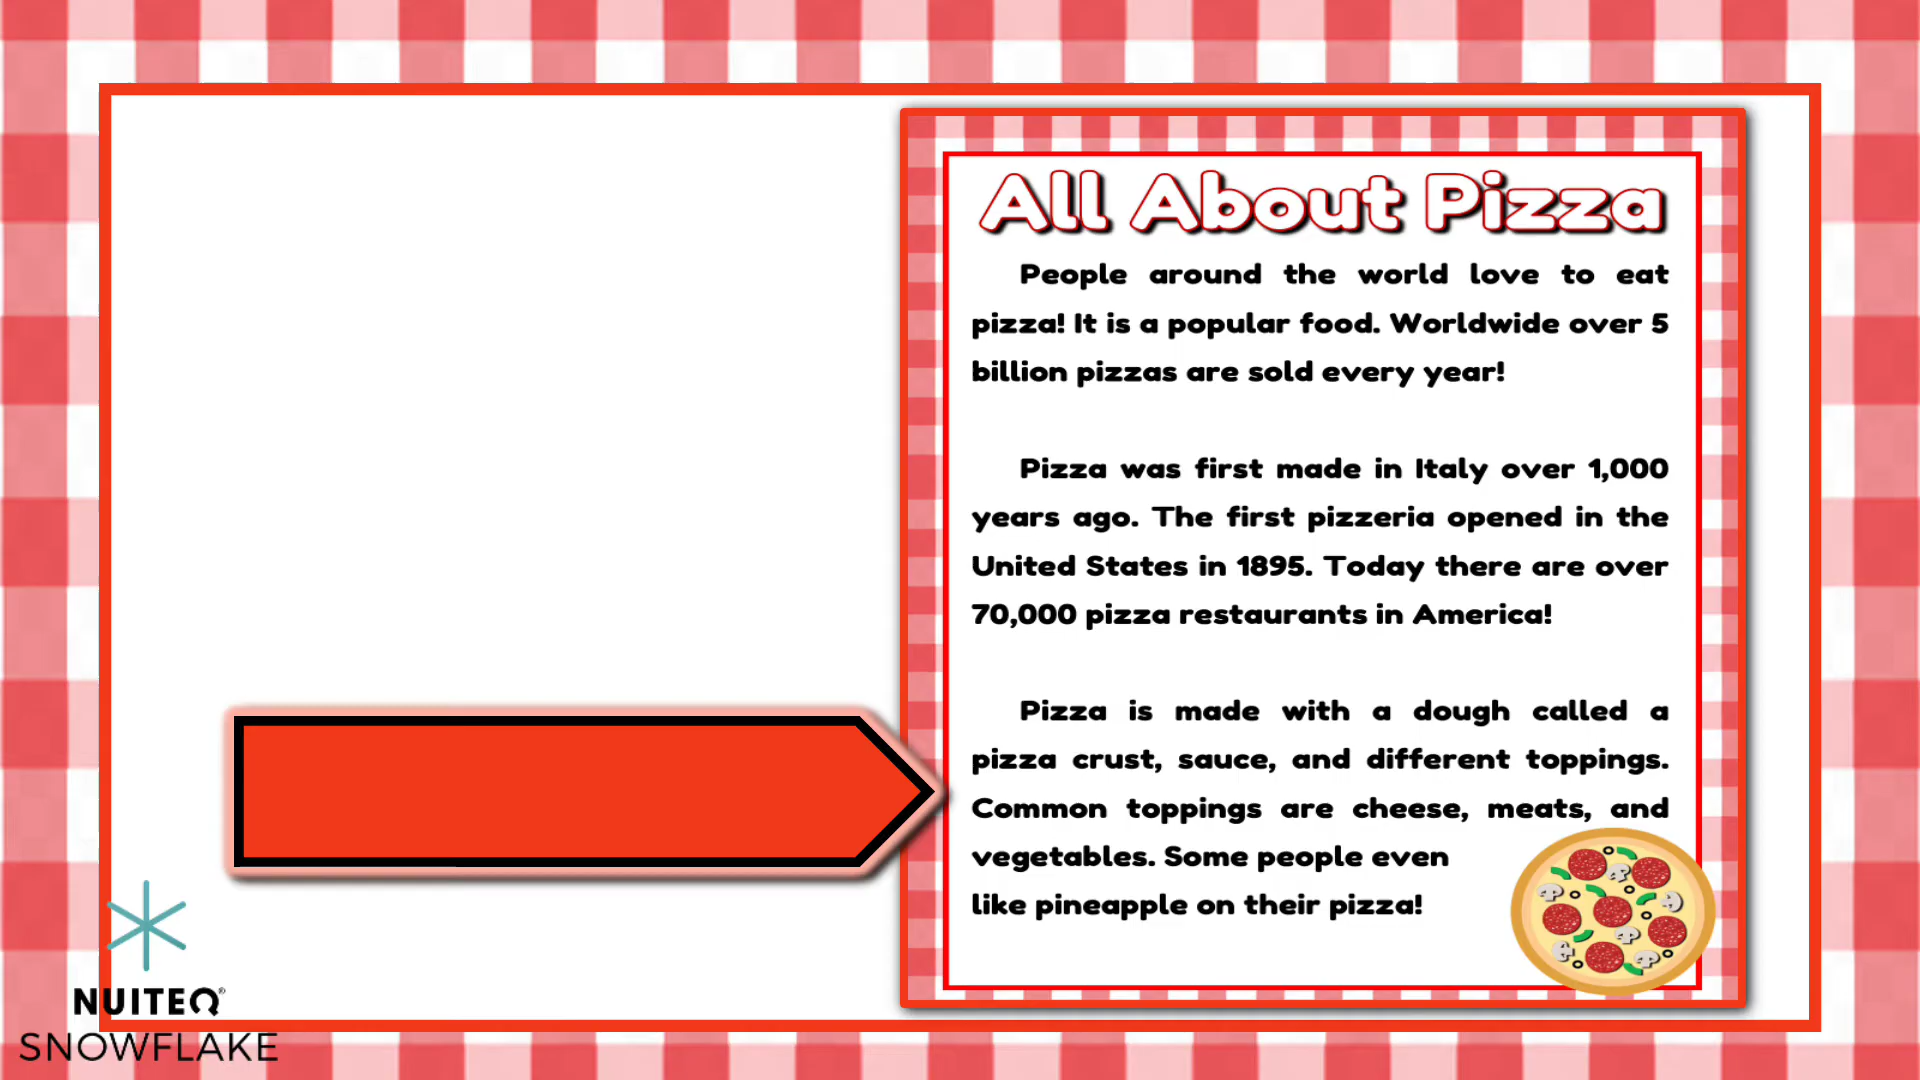 All About Pizza
People around the world love to eat
pizza! It is a popular food. Worldwide over 5
billion pizzas are sold every year!
Pizza was first made in Italy over 1,000
years ago. The first pizzeria opened in the
United States in 1895. Today there are over
70,000 pizza restaurants in America!
Pizza is made with a dough called a
pizza crust, sauce, and different toppings.
Common toppings are cheese, meats, and
vegetables. Some people even
like pineapple on their pizza!
NUITEQ®
SNOWFLAKE